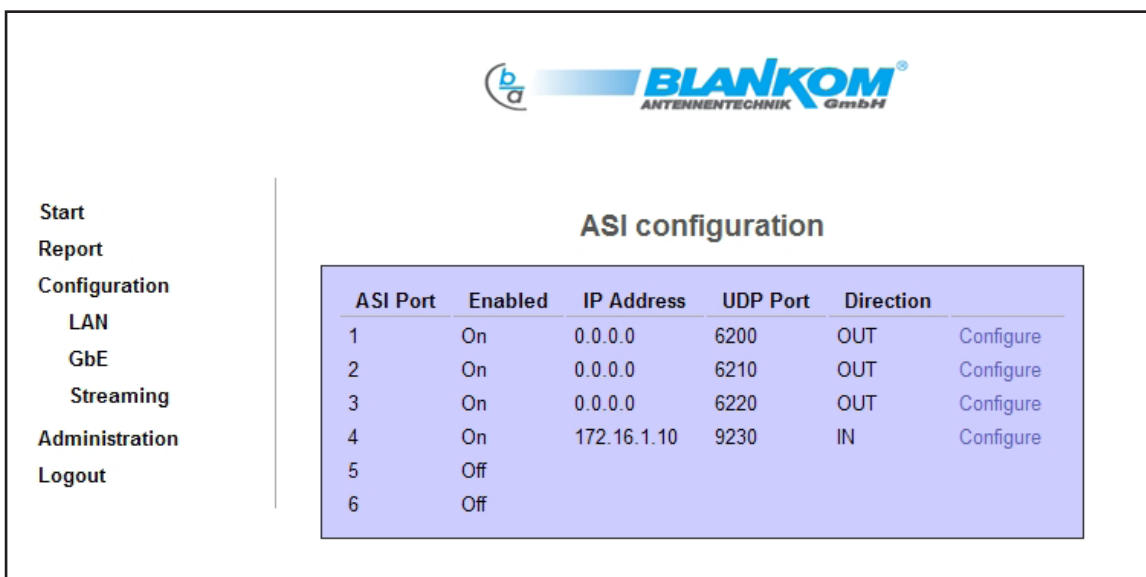 b
a
BLANKOM®
ANTENNENTECHNIK GmbH
Start
Report
Configuration
LAN
GbE
Streaming
Administration
Logout
ASI configuration
ASI Port Enabled IP Address UDP Port Direction
1 On 0.0.0.0 6200 OUT Configure
2 On 0.0.0.0 6210 OUT Configure
3 On 0.0.0.0 6220 OUT Configure
4 On 172.16.1.10 9230 IN Configure
5 Off
6 Off